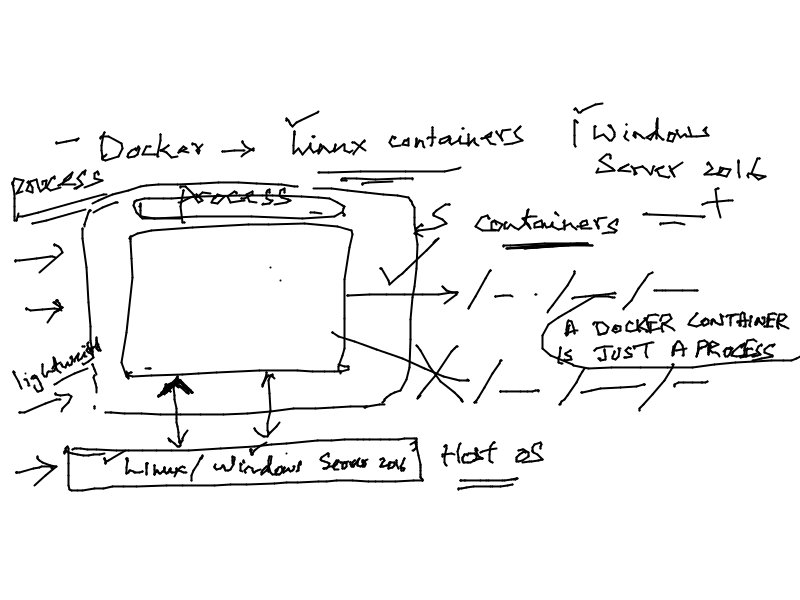 - Docker → Linux containers
Windows
Server 2016 +
PROCESS
PROCESS
containers
A DOCKER CONTAINER
IS JUST A PROCESS
lightweight
Linux/Windows Server 2016
Host OS